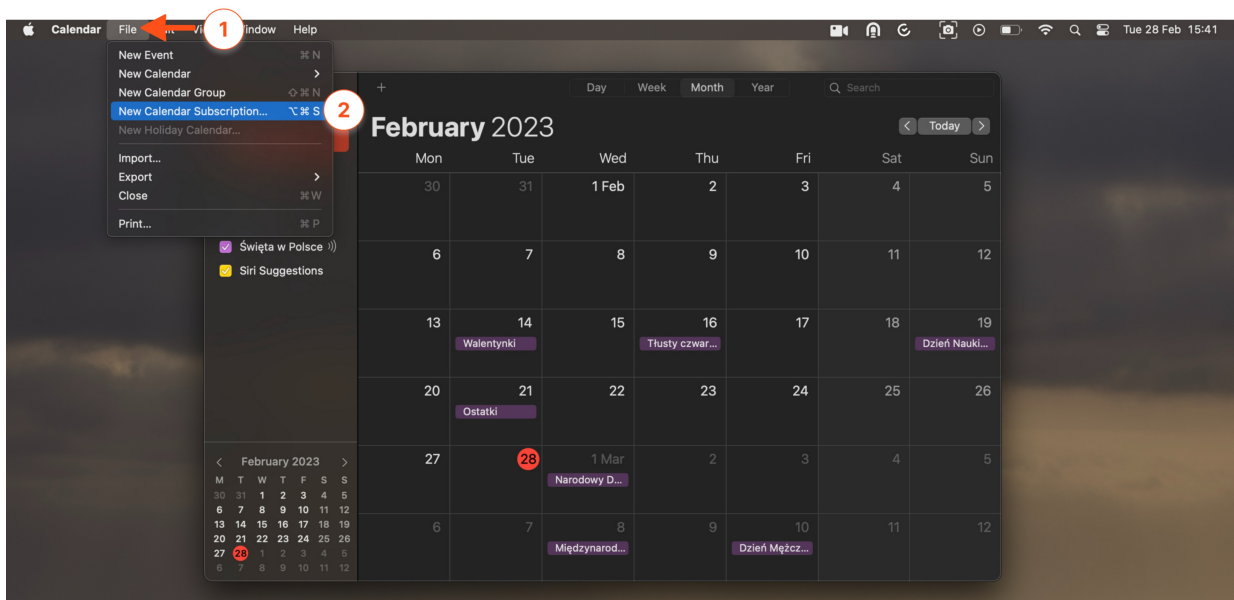 Calendar File Window Help Tue 28 Feb 15:41
1
New Event ⌘ N
New Calendar >
New Calendar Group ⇧ ⌘ N
New Calendar Subscription... ⌥ ⌘ S
2
New Holiday Calendar...
Import...
Export >
Close ⌘ W
Print... ⌘ P
Święta w Polsce
Siri Suggestions
+ Day Week Month Year Search
February 2023 < Today >
Mon Tue Wed Thu Fri Sat Sun
30 31 1 Feb 2 3 4 5
6 7 8 9 10 11 12
13 14 15 16 17 18 19
Walentynki Tłusty czwar... Dzień Nauki...
20 21 22 23 24 25 26
Ostatki
27 28 1 Mar 2 3 4 5
Narodowy D...
6 7 8 9 10 11 12
Międzynarod... Dzień Mężcz...
< February 2023 >
M T W T F S S
30 31 1 2 3 4 5
6 7 8 9 10 11 12
13 14 15 16 17 18 19
20 21 22 23 24 25 26
27 28 1 2 3 4 5
6 7 8 9 10 11 12